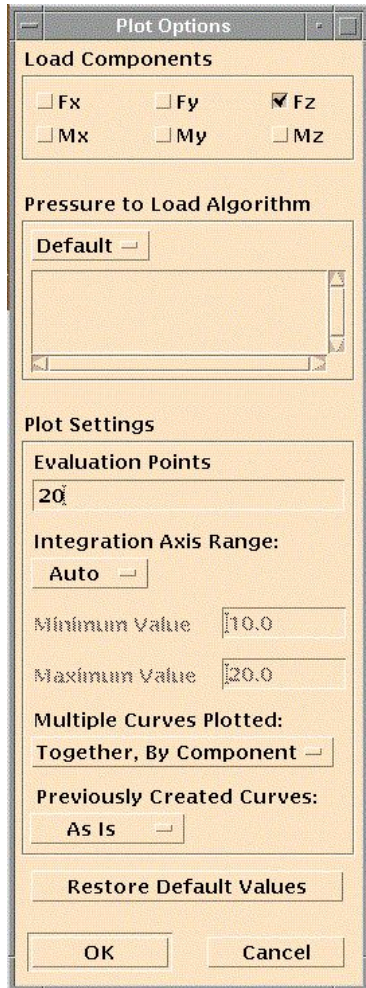 Plot Options
Load Components
Fx Fy Fz
Mx My Mz
Pressure to Load Algorithm
Default
Plot Settings
Evaluation Points
20
Integration Axis Range:
Auto
Minimum Value 10.0
Maximum Value 20.0
Multiple Curves Plotted:
Together, By Component
Previously Created Curves:
As Is
Restore Default Values
OK Cancel